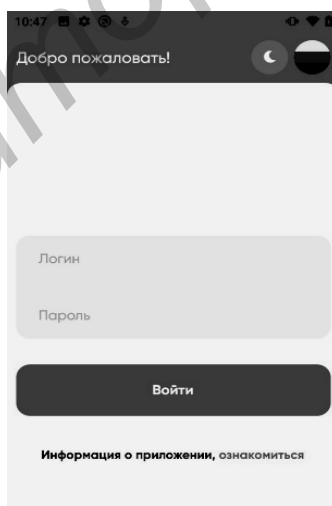 10:47
Добро пожаловать!
Логин
Пароль
Войти
Информация о приложении, ознакомиться